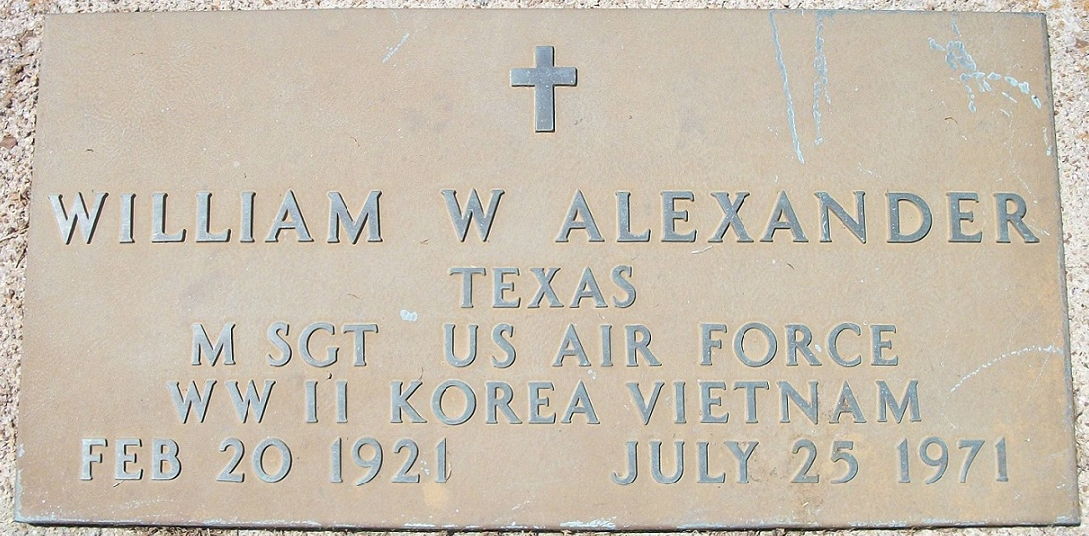 WILLIAM W ALEXANDER
TEXAS
M SGT US AIR FORCE
WW II KOREA VIETNAM
FEB 20 1921 JULY 25 1971